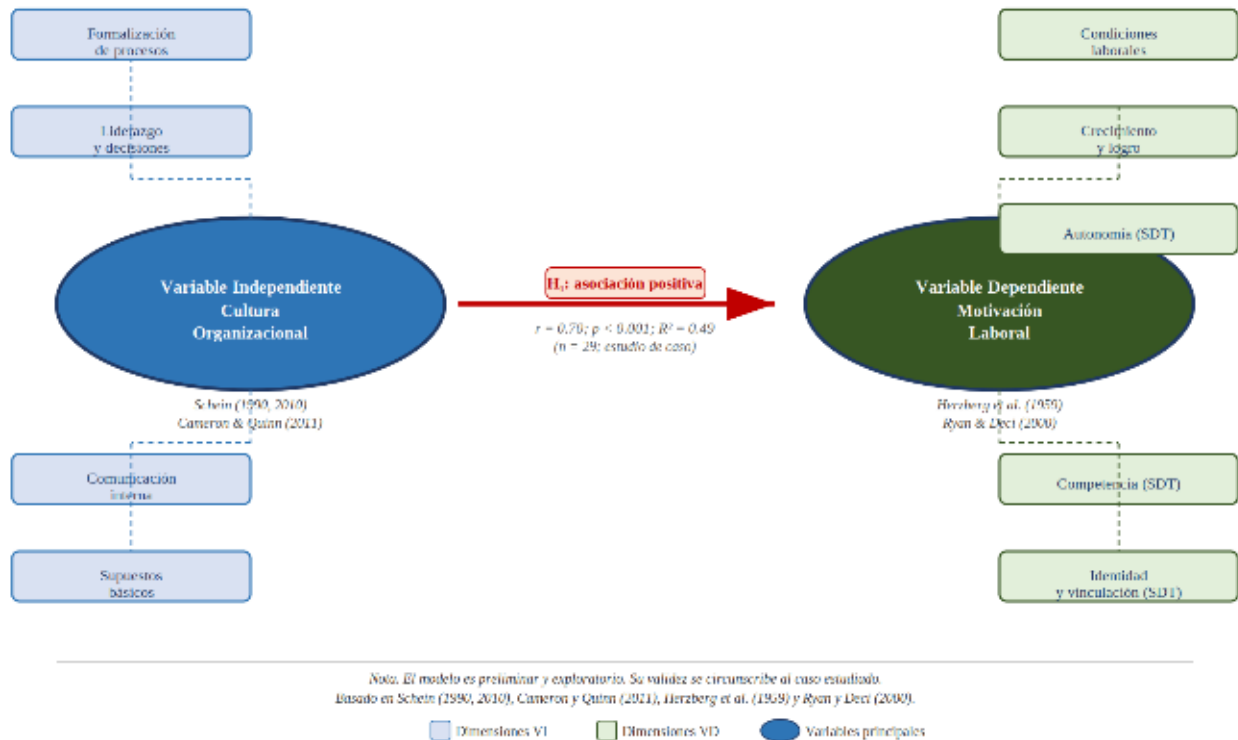 Formalización
de procesos
Liderazgo
y decisiones
Variable Independiente
Cultura
Organizacional
Schein (1990, 2010)
Cameron & Quinn (2011)
Comunicación
interna
Supuestos
básicos
H₁: asociación positiva
r = 0.70; p < 0.001; R² = 0.49
(n = 29; estudio de caso)
Condiciones
laborales
Crecimiento
y logro
Autonomía (SDT)
Variable Dependiente
Motivación
Laboral
Herzberg et al. (1959)
Ryan & Deci (2000)
Competencia (SDT)
Identidad
y vinculación (SDT)
Nota. El modelo es preliminar y exploratorio. Su validez se circunscribe al caso estudiado.
Basado en Schein (1990, 2010), Cameron y Quinn (2011), Herzberg et al. (1959) y Ryan y Deci (2000).
Dimensiones VI
Dimensiones VD
Variables principales